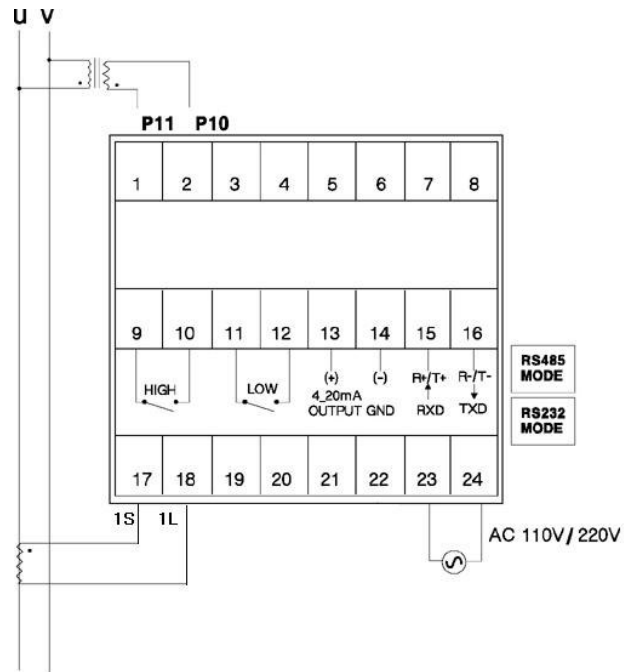 U V
P11 P10
1 2 3 4 5 6 7 8
9 10 11 12 13 14 15 16
HIGH
LOW
(+)
4_20mA
OUTPUT
(-)
GND
R+/T+
RXD
R-/T-
TXD
RS485
MODE
RS232
MODE
17 18 19 20 21 22 23 24
1S 1L
AC 110V/220V